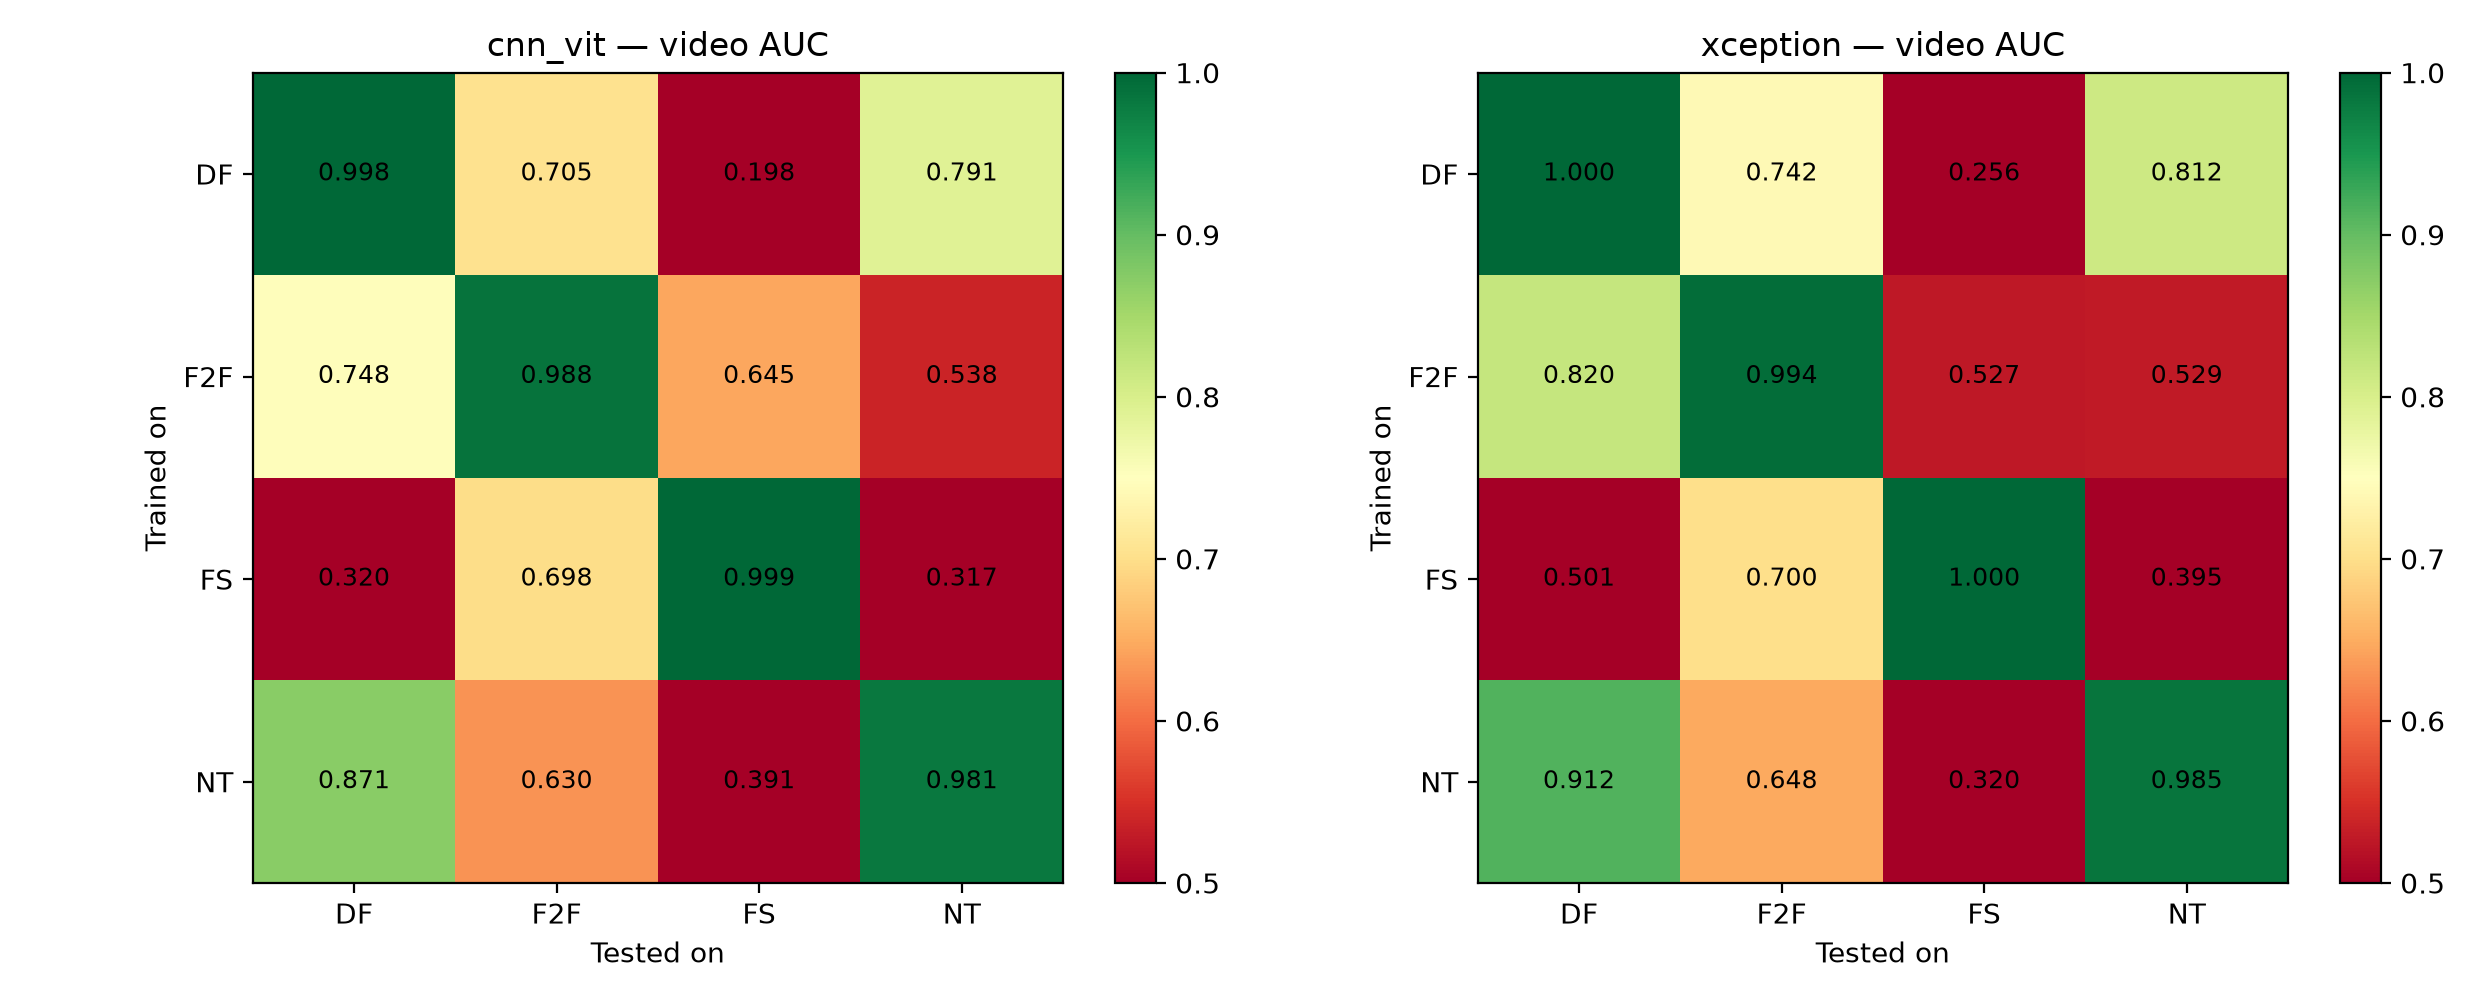 cnn_vit — video AUC
DF
F2F
FS
NT
Trained on
0.998 0.705 0.198 0.791
0.748 0.988 0.645 0.538
0.320 0.698 0.999 0.317
0.871 0.630 0.391 0.981
DF F2F FS NT
Tested on
1.0
0.9
0.8
0.7
0.6
0.5
xception — video AUC
DF
F2F
FS
NT
Trained on
1.000 0.742 0.256 0.812
0.820 0.994 0.527 0.529
0.501 0.700 1.000 0.395
0.912 0.648 0.320 0.985
DF F2F FS NT
Tested on
1.0
0.9
0.8
0.7
0.6
0.5